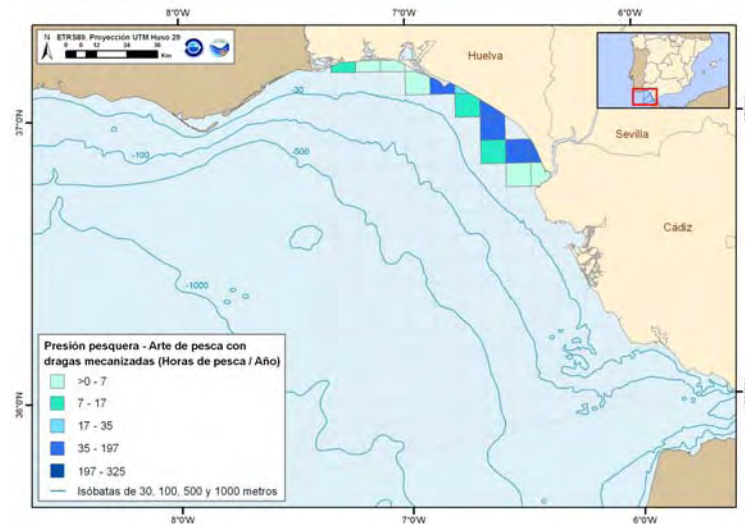 8°0'W
7°0'W
6°0'W
N
ETRS89. Proyección UTM Huso 29
0 6 12 24 36
Km
Huelva
Sevilla
Cádiz
37°0'N
36°0'N
-30
-100
-500
-1000
Presión pesquera - Arte de pesca con
dragas mecanizadas (Horas de pesca / Año)
>0 - 7
7 - 17
17 - 35
35 - 197
197 - 325
Isóbatas de 30, 100, 500 y 1000 metros
8°0'W
7°0'W
6°0'W